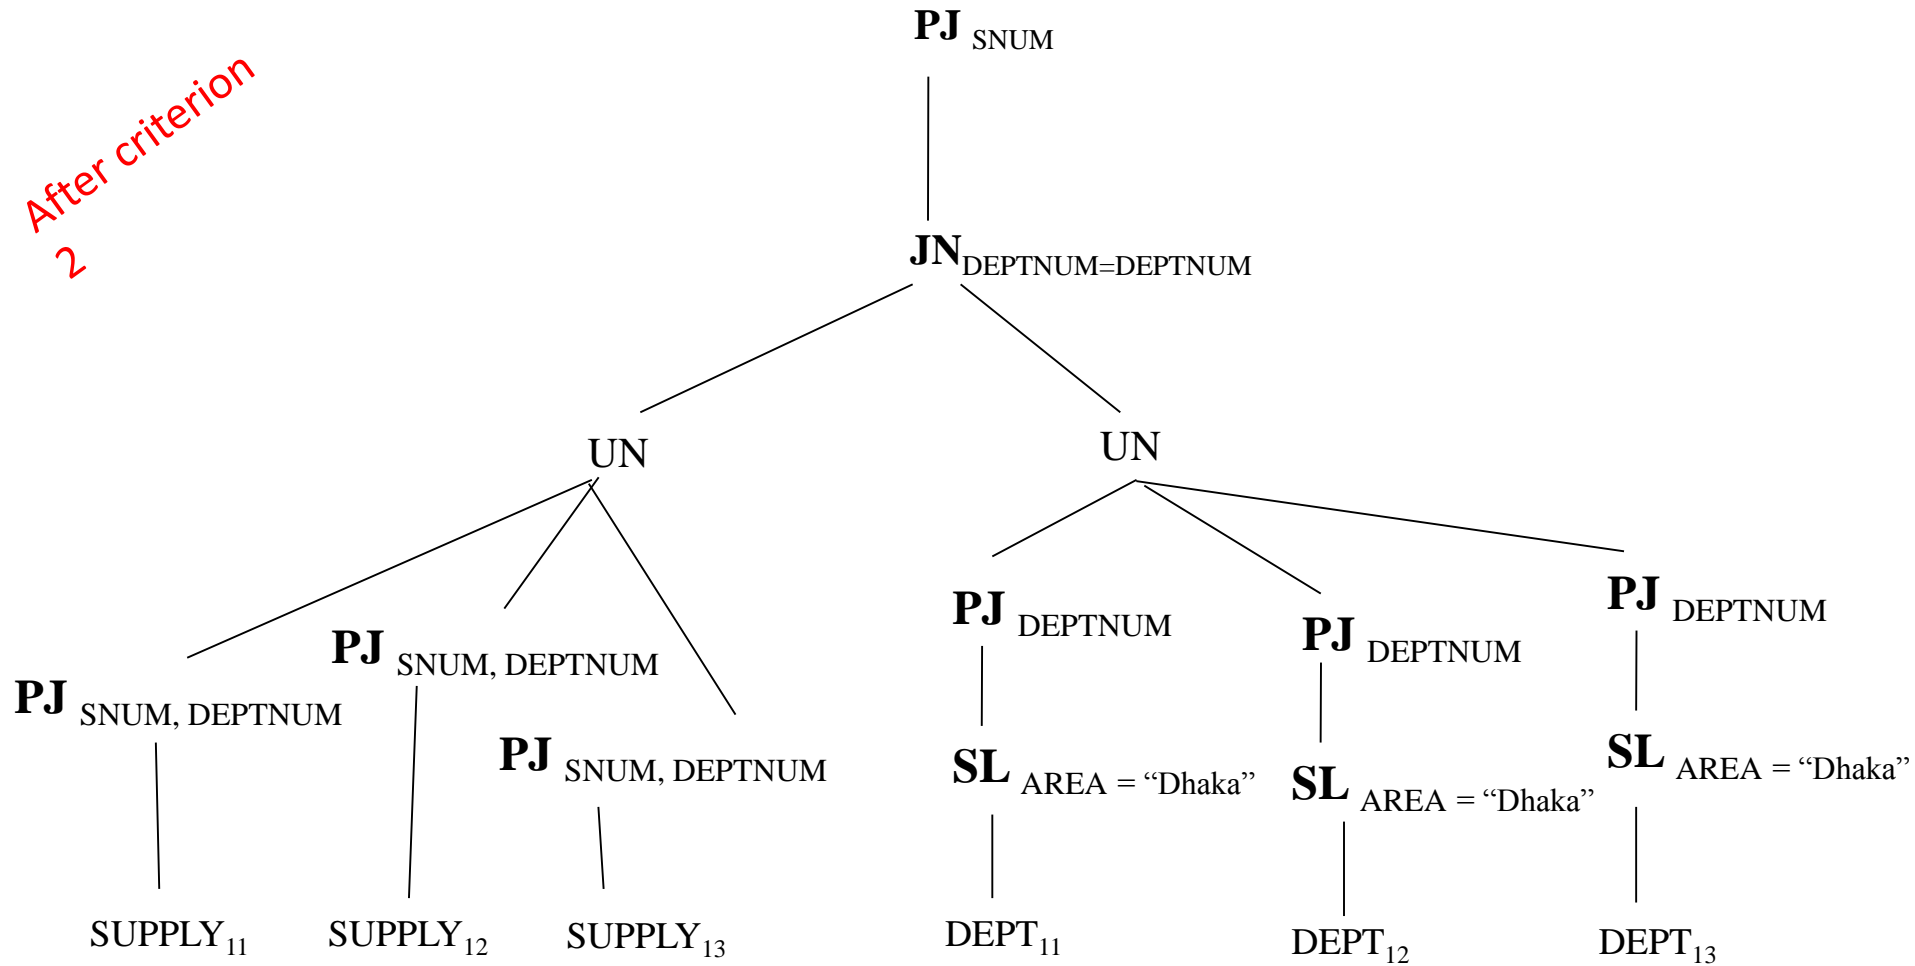 PJ SNUM
After criterion
2
JN DEPTNUM=DEPTNUM
UN
UN
PJ SNUM, DEPTNUM
PJ SNUM, DEPTNUM
PJ SNUM, DEPTNUM
PJ DEPTNUM
PJ DEPTNUM
PJ DEPTNUM
SL AREA = “Dhaka”
SL AREA = “Dhaka”
SL AREA = “Dhaka”
SUPPLY11
SUPPLY12
SUPPLY13
DEPT11
DEPT12
DEPT13